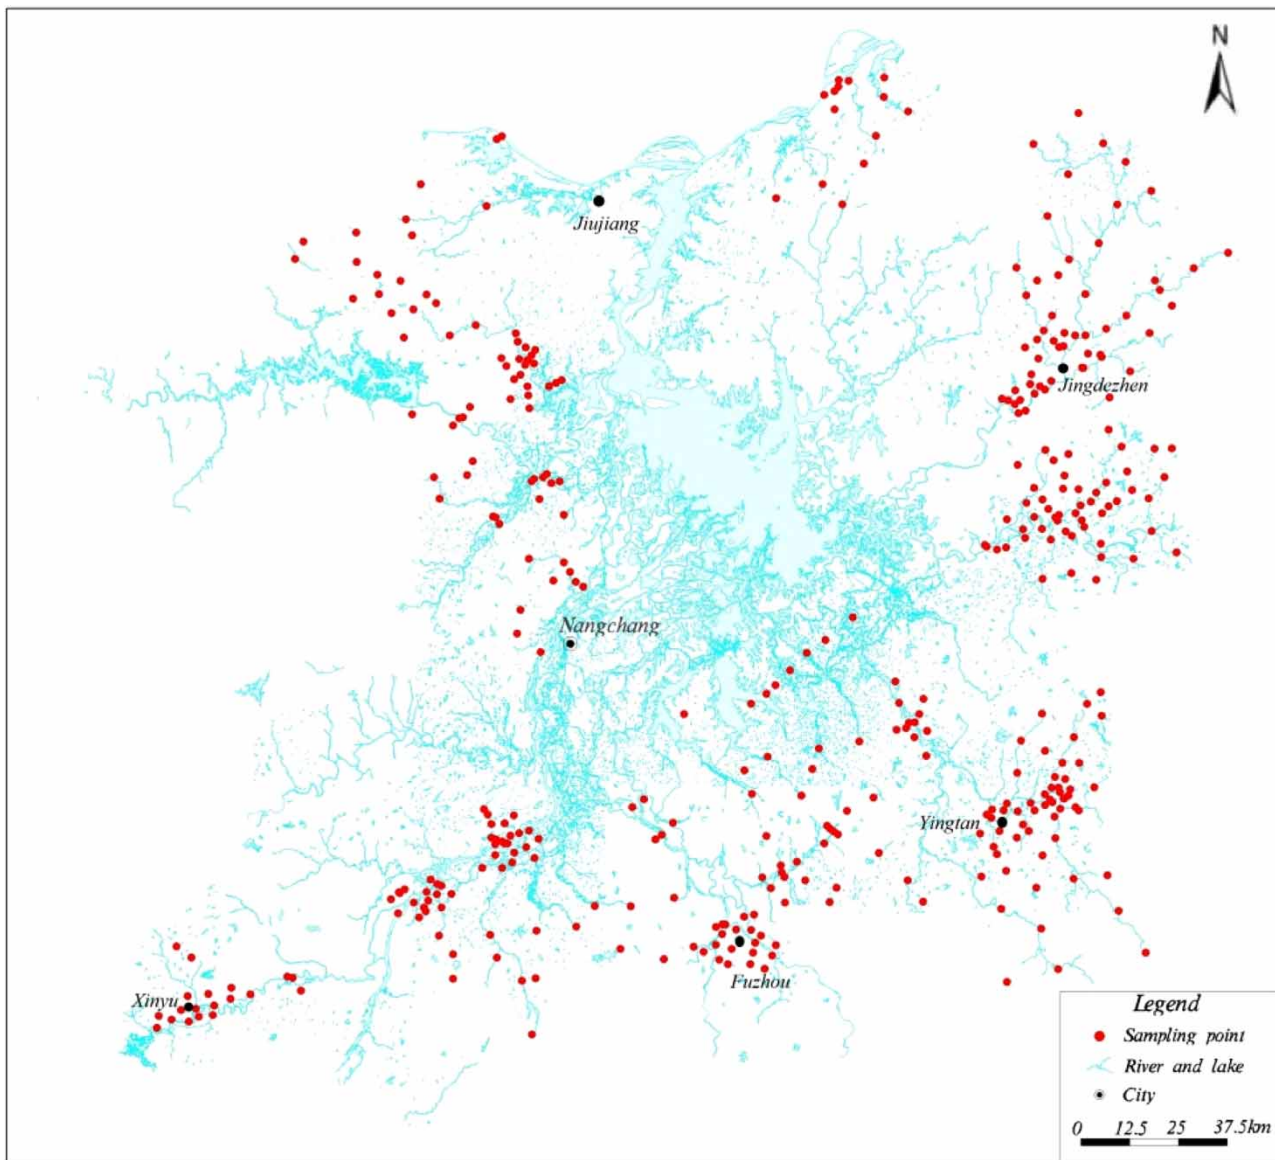 N
Jiujiang
Jingdezhen
Nangchang
Yingtan
Fuzhou
Xinyu
Legend
Sampling point
River and lake
City
0 12.5 25 37.5km